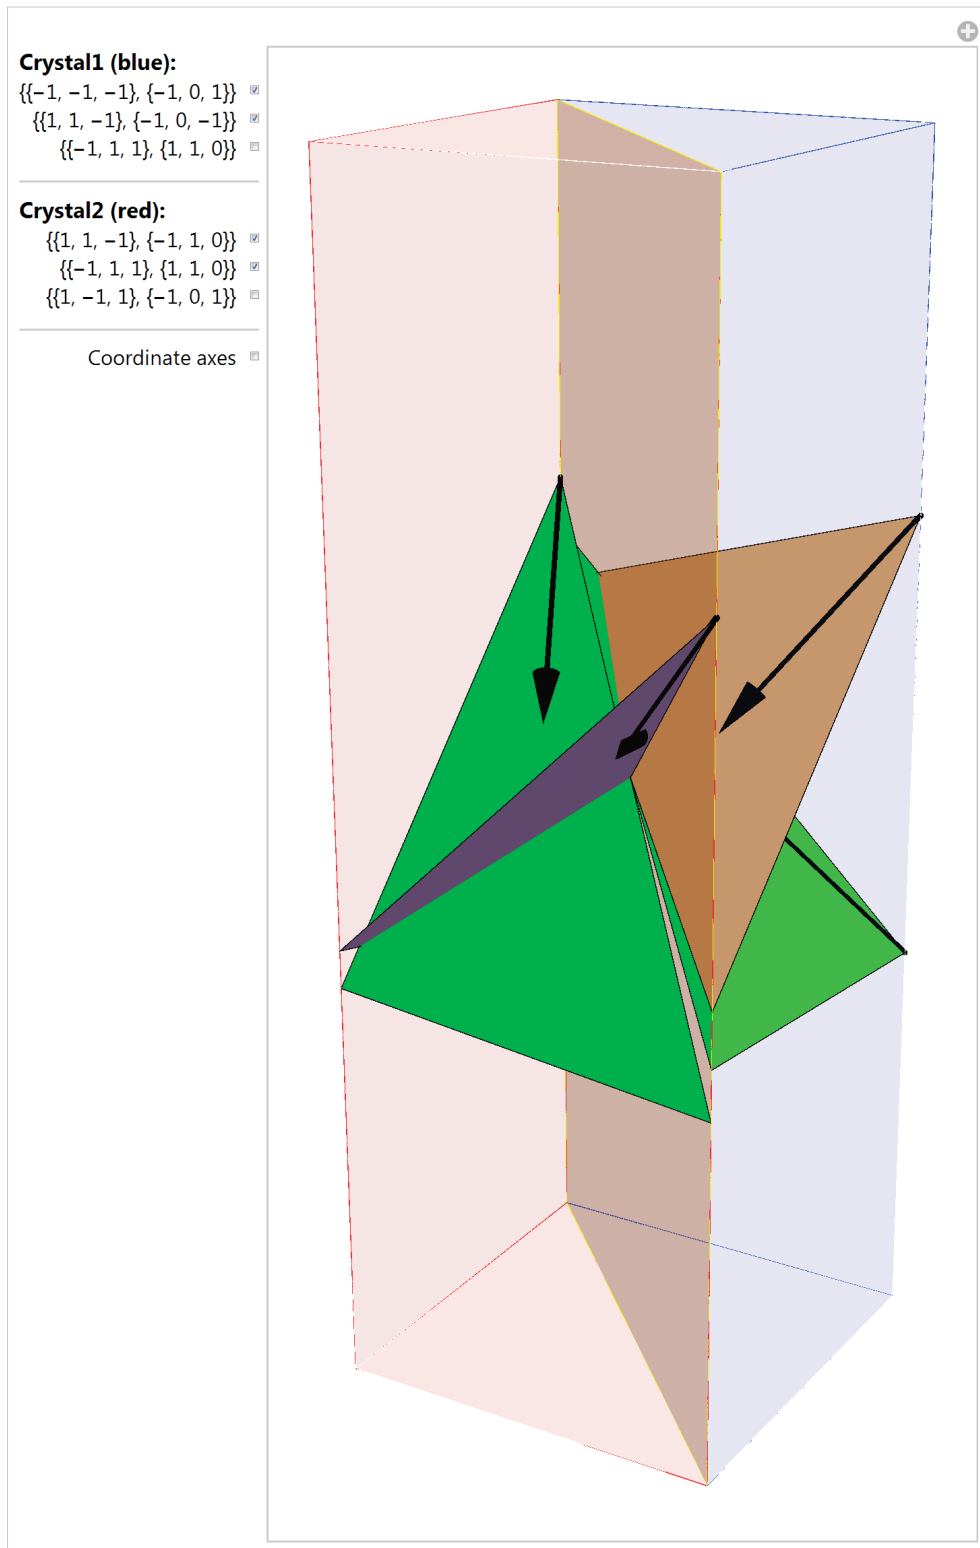 Crystal1 (blue):
{{−1, −1, −1}, {−1, 0, 1}}
{{1, 1, −1}, {−1, 0, −1}}
{{−1, 1, 1}, {1, 1, 0}}
Crystal2 (red):
{{1, 1, −1}, {−1, 1, 0}}
{{−1, 1, 1}, {1, 1, 0}}
{{1, −1, 1}, {−1, 0, 1}}
Coordinate axes